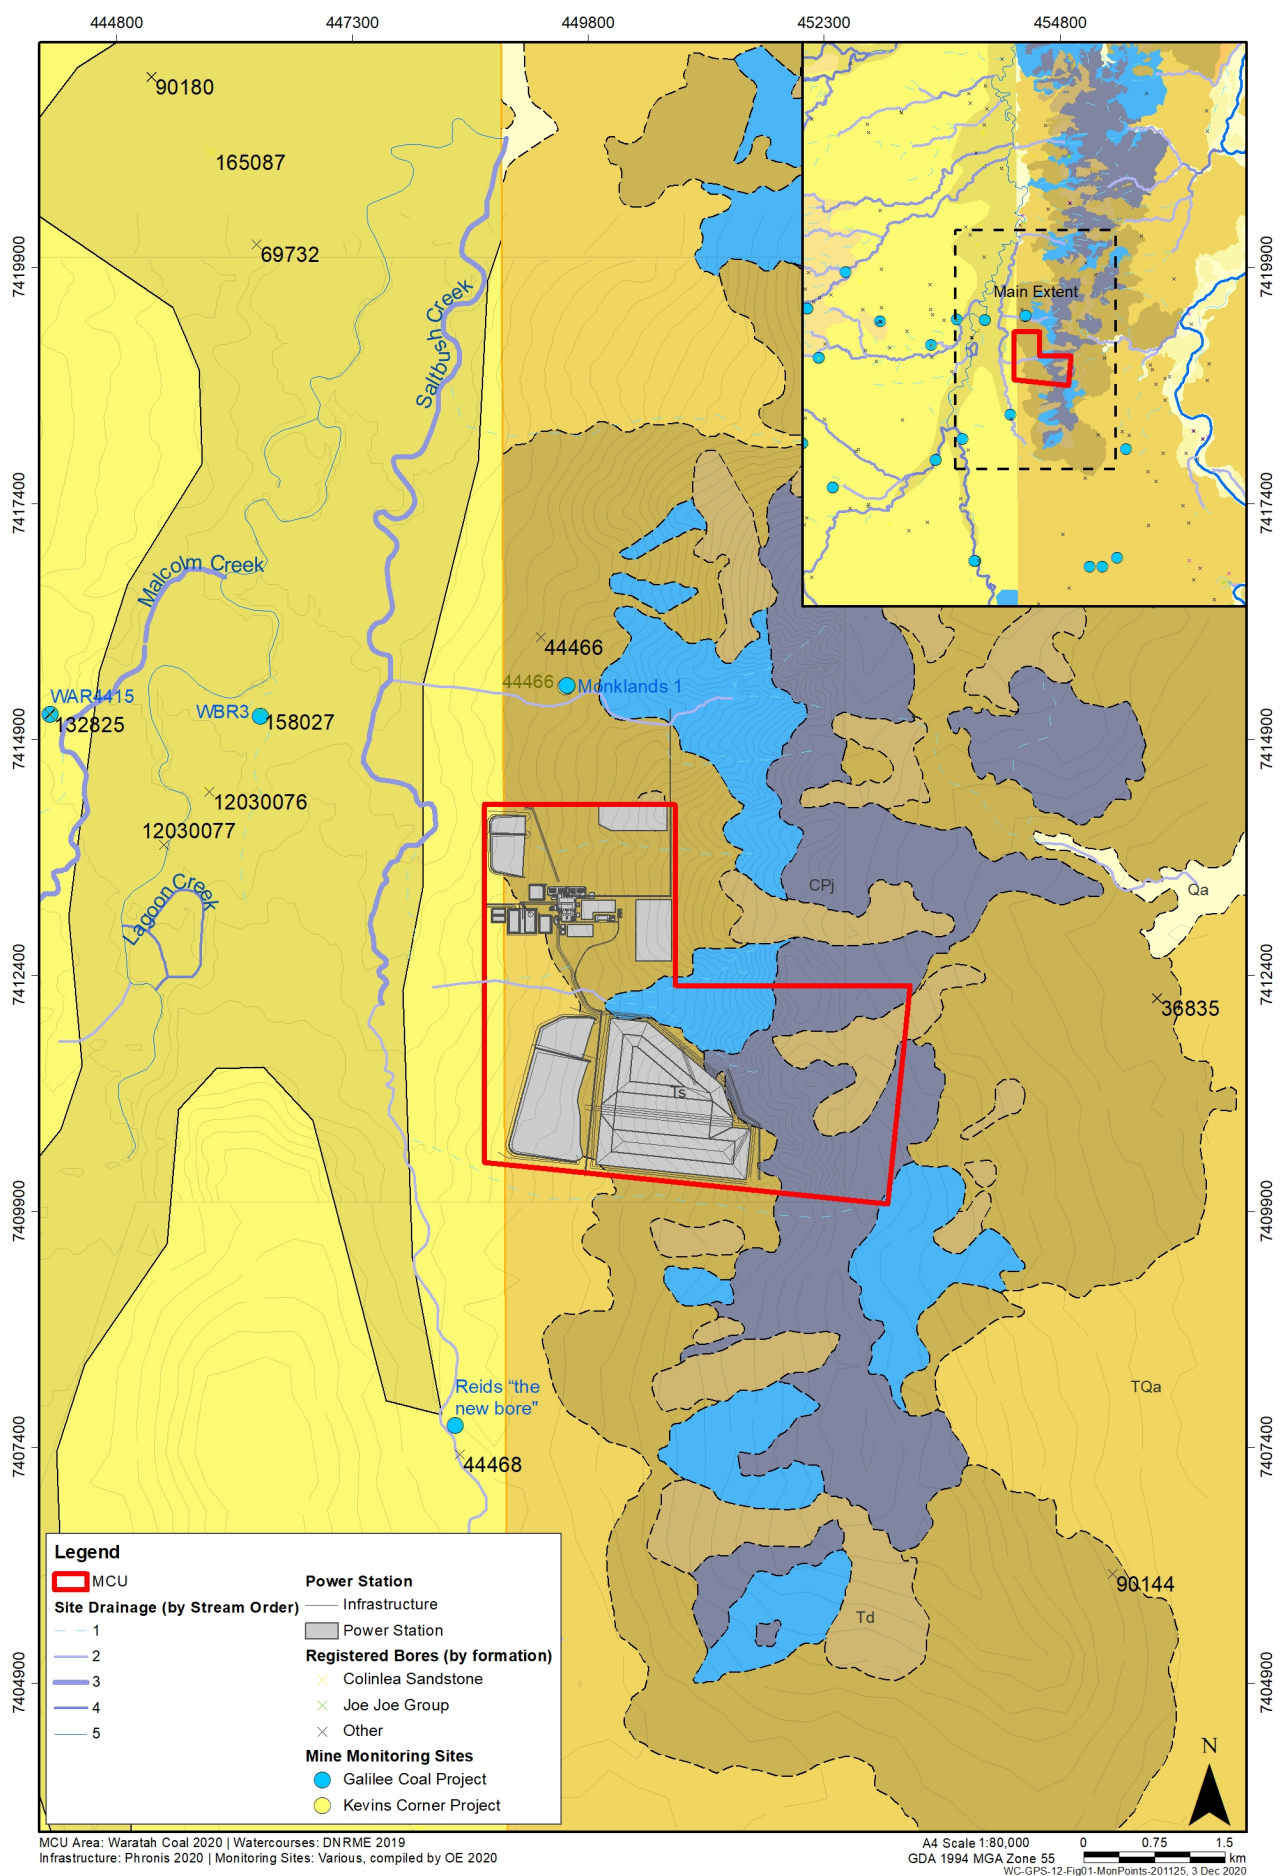 444800
447300
449800
452300
454800
7419900
7417400
7414900
7412400
7409900
7407400
7404900
7419900
7417400
7414900
7412400
7409900
7407400
7404900
90180
165087
69732
Saltbush Creek
Main Extent
Malcolm Creek
44466
44466
Monklands 1
WAR4415
132825
WBR3
158027
12030076
12030077
Lagoon Creek
CPj
Qa
36835
Ts
TQa
Reids “the
new bore"
44468
90144
Td
Legend
MCU
Site Drainage (by Stream Order)
1
2
3
4
5
Power Station
Infrastructure
Power Station
Registered Bores (by formation)
Colinlea Sandstone
Joe Joe Group
Other
Mine Monitoring Sites
Galilee Coal Project
Kevins Corner Project
N
MCU Area: Waratah Coal 2020 | Watercourses: DNRME 2019
Infrastructure: Phronis 2020 | Monitoring Sites: Various, compiled by OE 2020
A4 Scale 1:80,000
GDA 1994 MGA Zone 55
0 0.75 1.5
km
WC-GPS-12-Fig01-MonPoints-201125, 3 Dec 2020